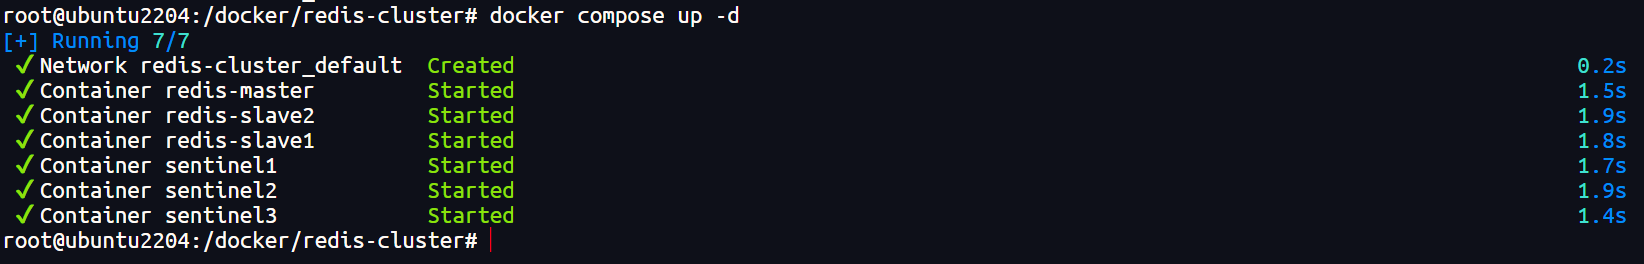 root@ubuntu2204:/docker/redis-cluster# docker compose up -d
[+] Running 7/7
✔ Network redis-cluster_default Created 0.2s
✔ Container redis-master Started 1.5s
✔ Container redis-slave2 Started 1.9s
✔ Container redis-slave1 Started 1.8s
✔ Container sentinel1 Started 1.7s
✔ Container sentinel2 Started 1.9s
✔ Container sentinel3 Started 1.4s
root@ubuntu2204:/docker/redis-cluster#